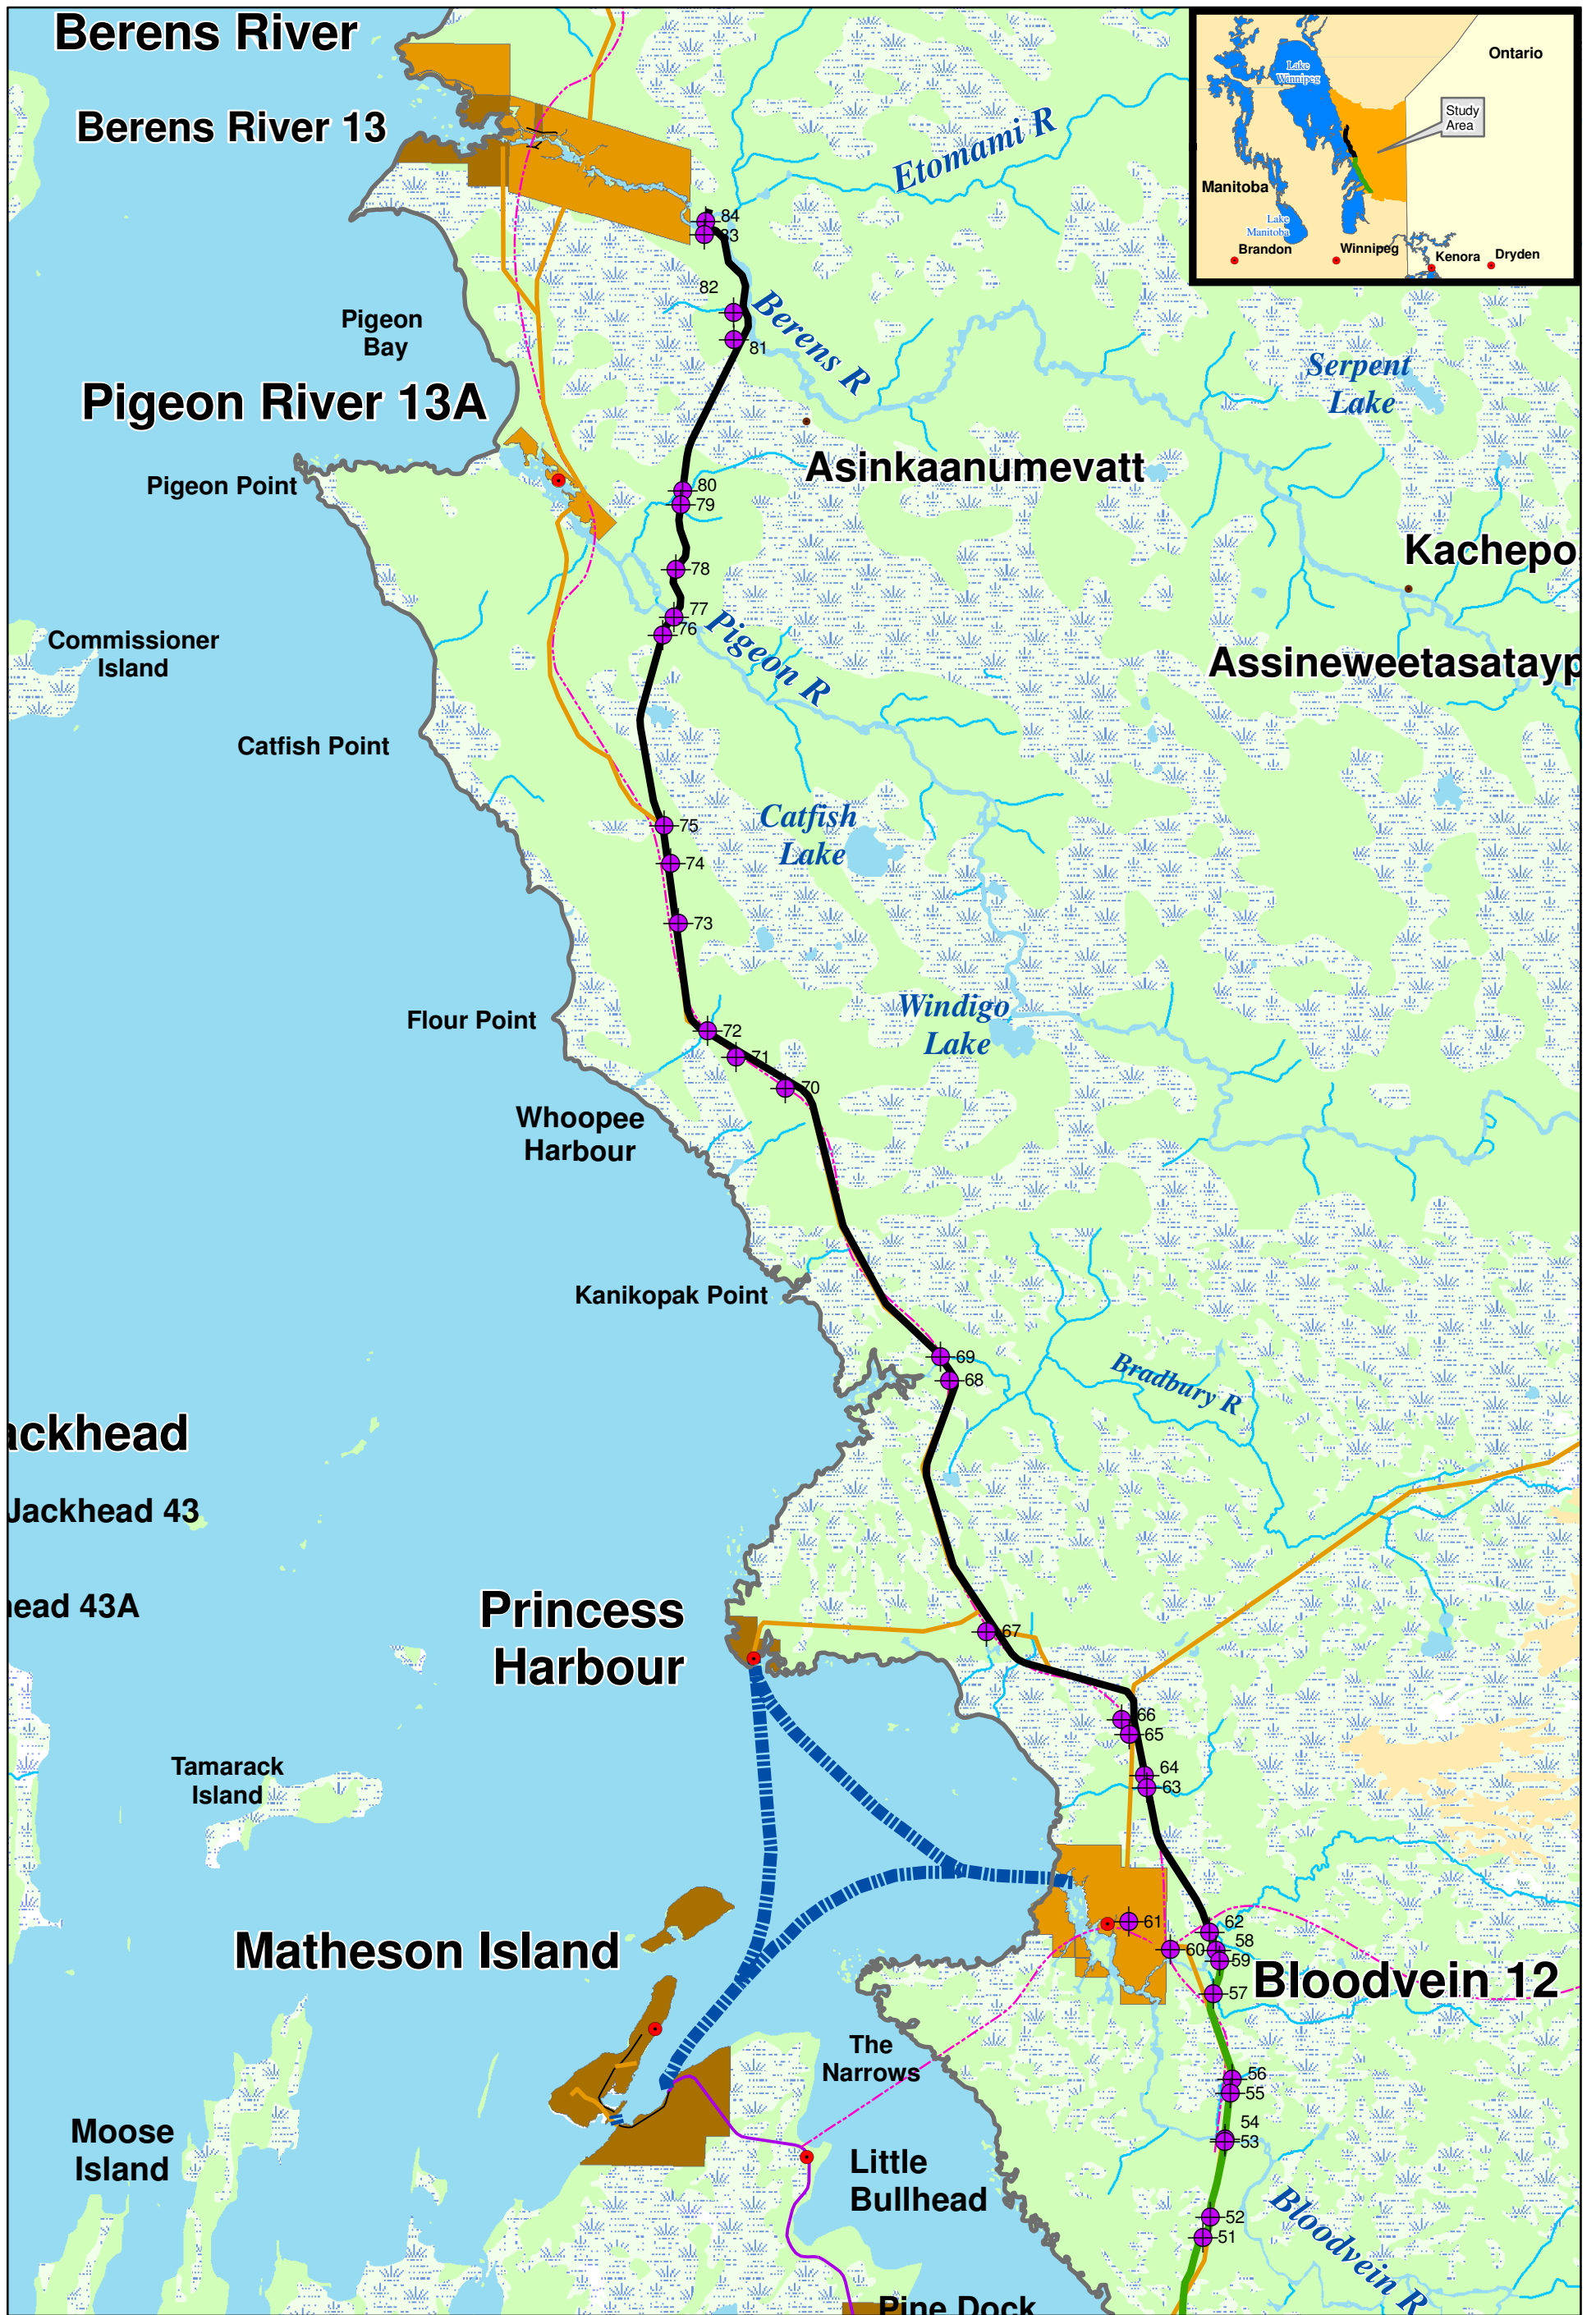 Berens River
Berens River 13
Etomami R
Ontario
Lake
Winnipeg
Study
Area
Manitoba
Lake
Manitoba
Brandon
Winnipeg
Kenora
Dryden
84
83
82
81
Berens R
Pigeon
Bay
Serpent
Lake
Pigeon River 13A
Asinkaanumevatt
Pigeon Point
80
79
Kachepo
78
77
76
Pigeon R
Commissioner
Island
Assineweetasatayp
Catfish Point
75
74
Catfish
Lake
73
Flour Point
Windigo
Lake
72
71
70
Whoopee
Harbour
Kanikopak Point
69
68
Bradbury R
ackhead
Jackhead 43
head 43A
Princess
Harbour
67
66
65
64
63
Tamarack
Island
61
62
58
60
59
57
Matheson Island
Bloodvein 12
The
Narrows
56
55
54
53
Moose
Island
Little
Bullhead
52
51
Bloodvein R
Pine Dock